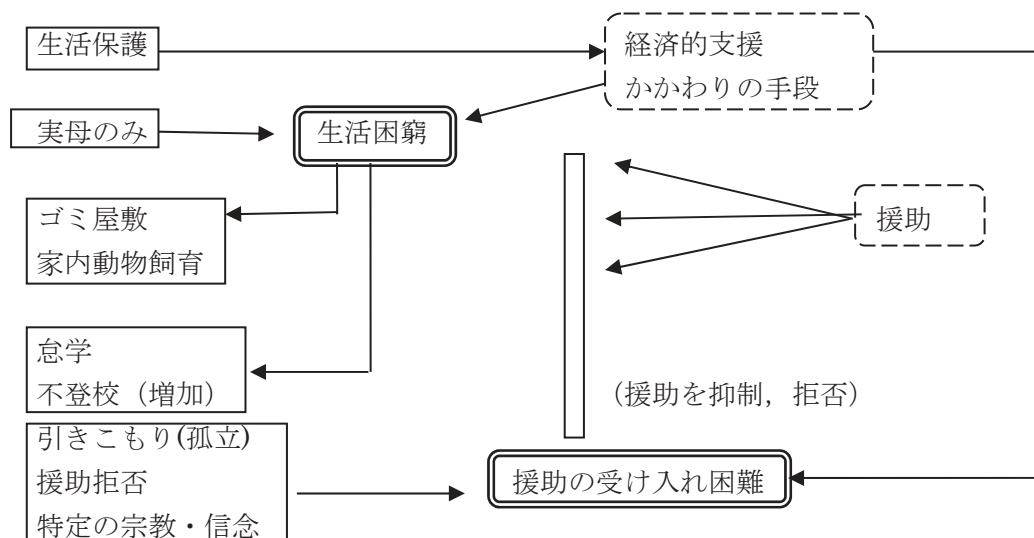 生活保護
経済的支援
かかわりの手段
実母のみ
生活困窮
ゴミ屋敷
家内動物飼育
援助
怠学
不登校（増加）
（援助を抑制，拒否）
引きこもり(孤立)
援助拒否
特定の宗教・信念
援助の受け入れ困難